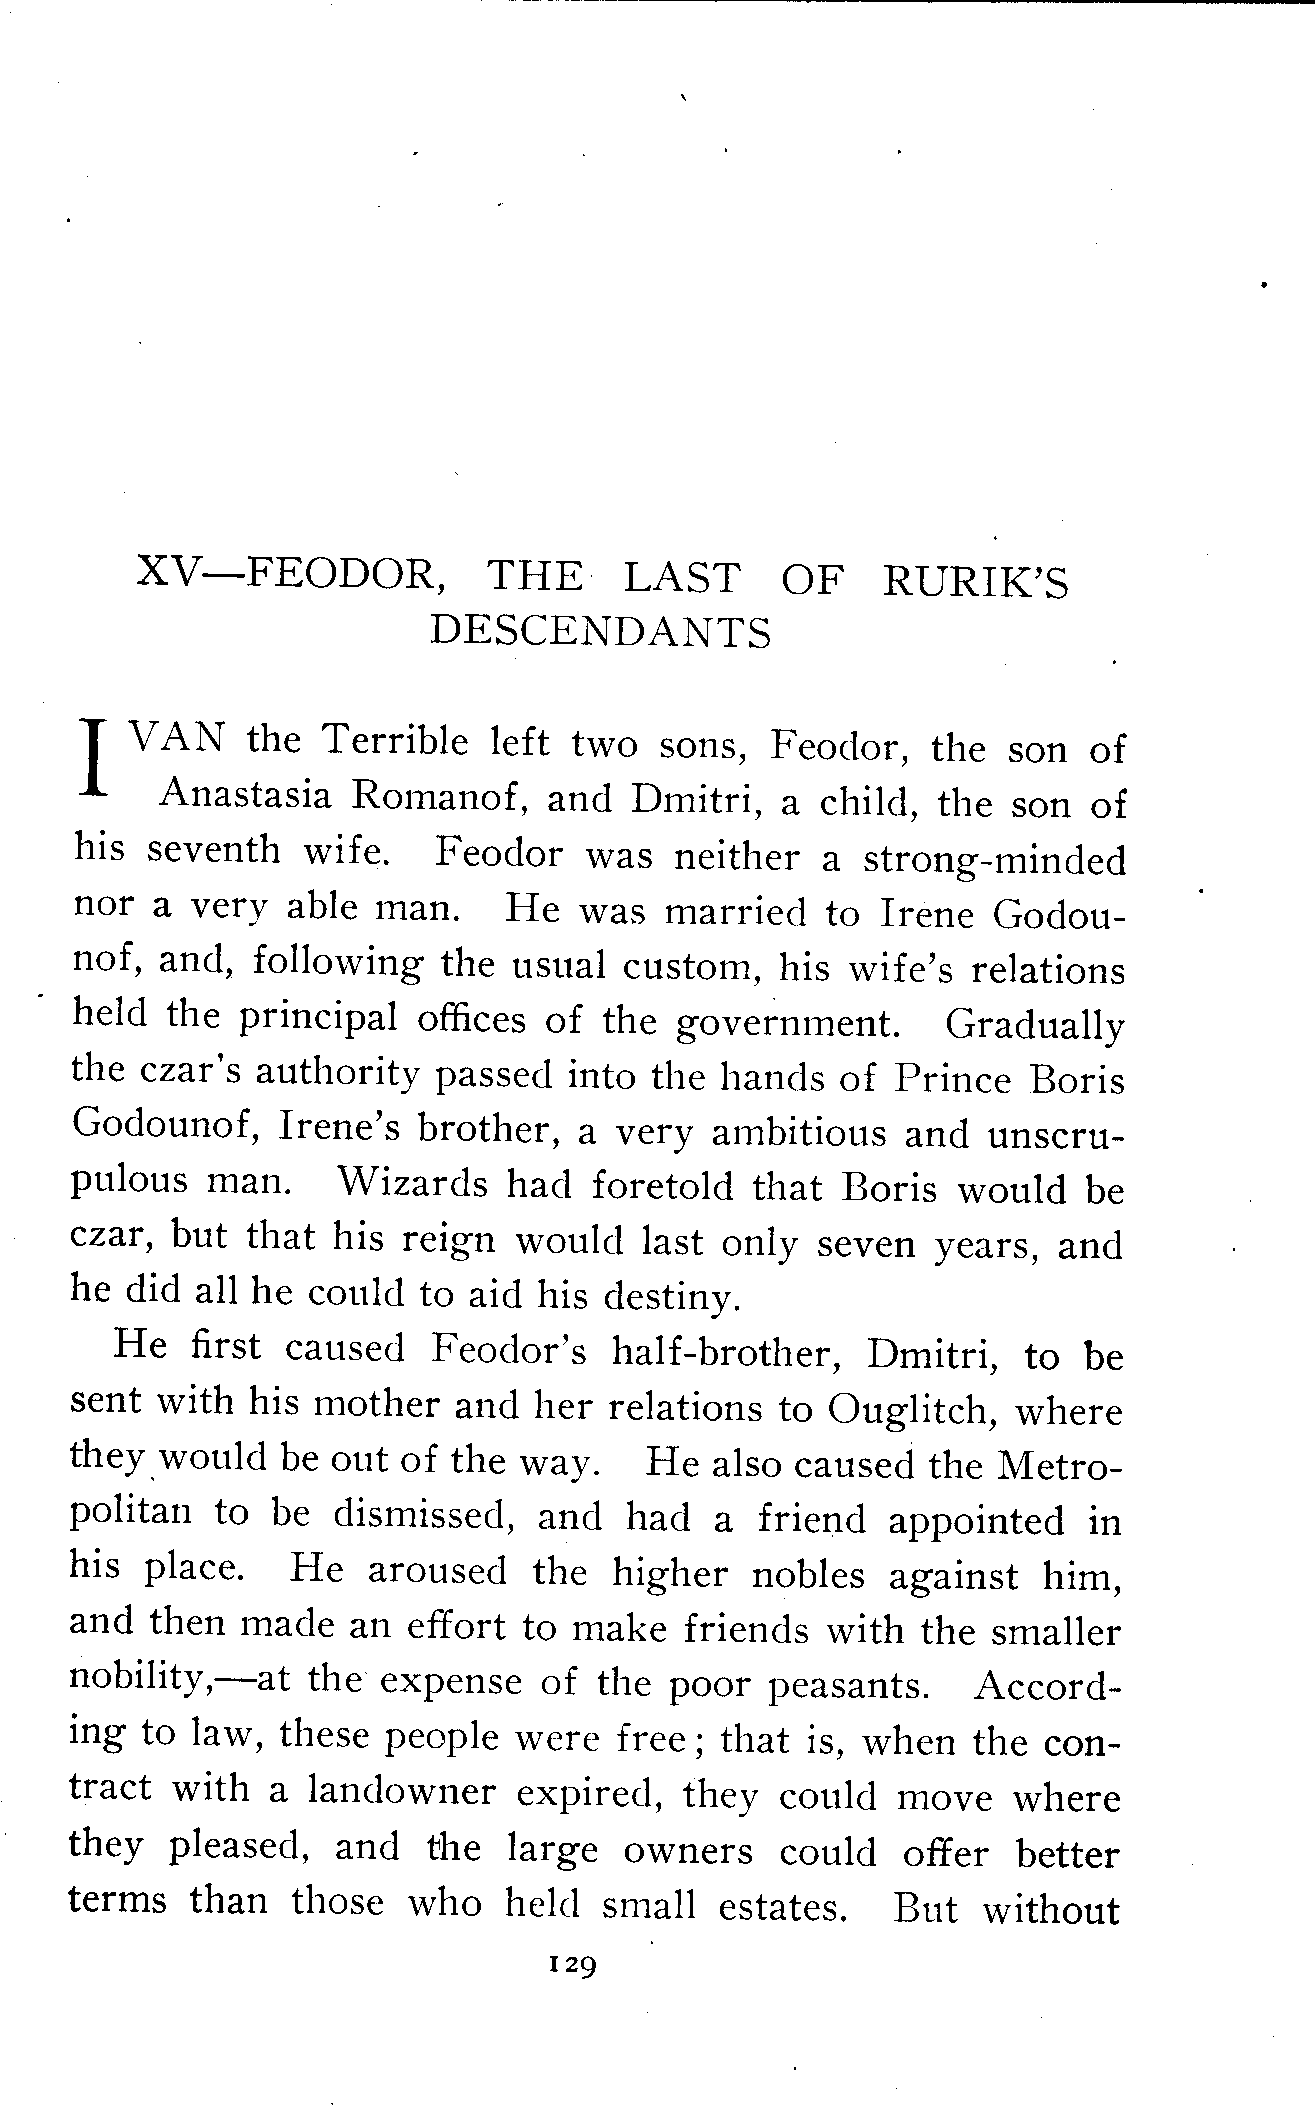 XV—FEODOR, THE LAST OF RURIK'S
DESCENDANTS
IVAN the Terrible left two sons, Feodor, the son of
Anastasia Romanof, and Dmitri, a child, the son of
his seventh wife. Feodor was neither a strong-minded
nor a very able man. He was married to Irene Godou-
nof, and, following the usual custom, his wife's relations
held the principal offices of the government. Gradually
the czar's authority passed into the hands of Prince Boris
Godounof, Irene's brother, a very ambitious and unscru-
pulous man. Wizards had foretold that Boris would be
czar, but that his reign would last only seven years, and
he did all he could to aid his destiny.
He first caused Feodor's half-brother, Dmitri, to be
sent with his mother and her relations to Ouglitch, where
they would be out of the way. He also caused the Metro-
politan to be dismissed, and had a friend appointed in
his place. He aroused the higher nobles against him,
and then made an effort to make friends with the smaller
nobility,—at the expense of the poor peasants. Accord-
ing to law, these people were free; that is, when the con-
tract with a landowner expired, they could move where
they pleased, and the large owners could offer better
terms than those who held small estates. But without
129